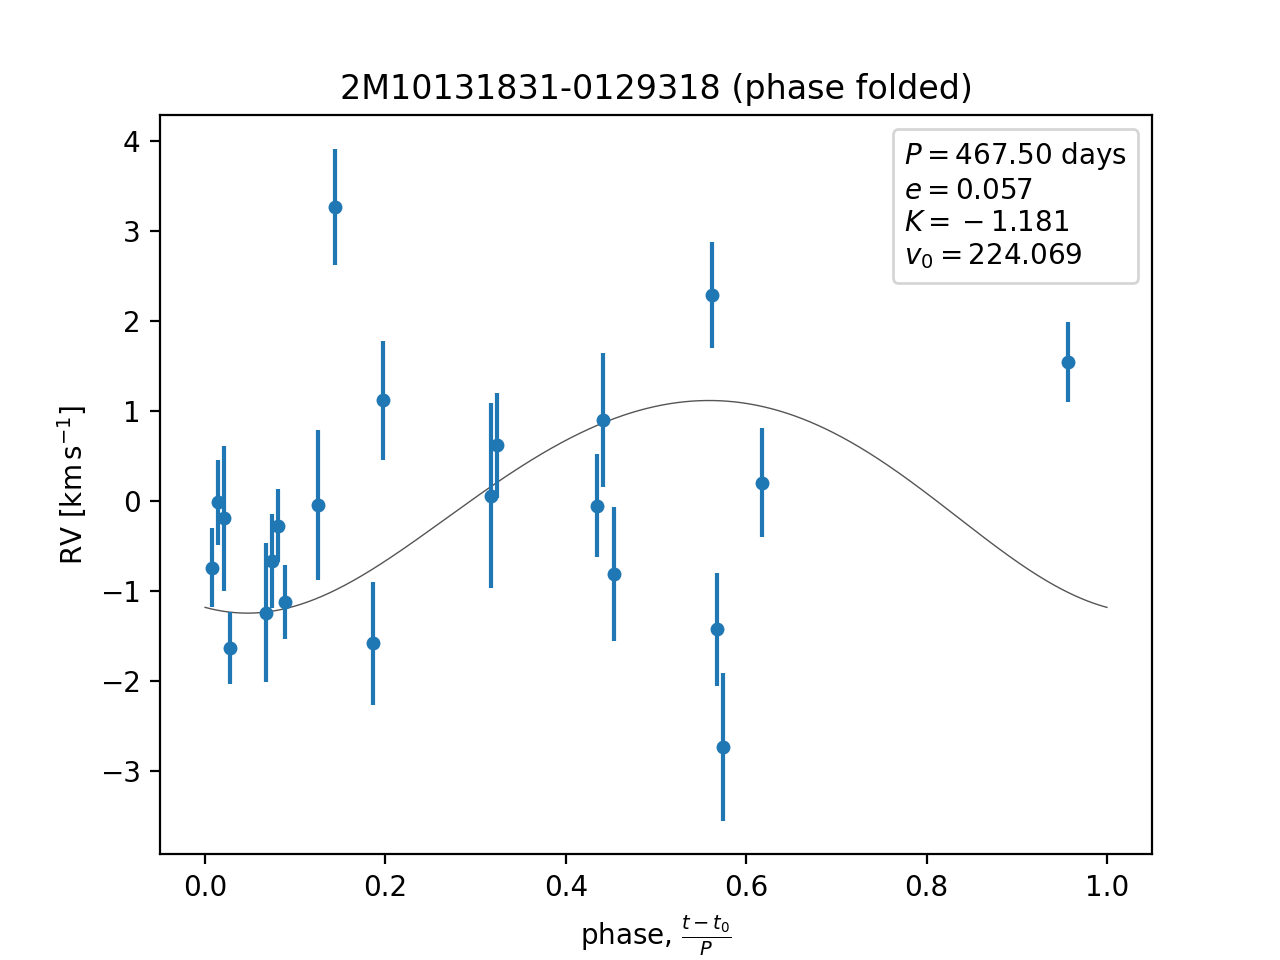 2M10131831-0129318 (phase folded)
P = 467.50 days
e = 0.057
K = −1.181
v₀ = 224.069
4
3
2
1
0
−1
−2
−3
RV [km s⁻¹]
0.0 0.2 0.4 0.6 0.8 1.0
phase, (t − t₀)/P